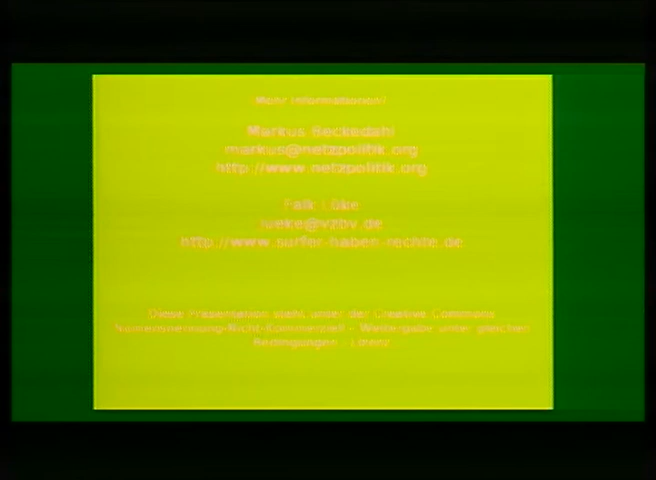 Mehr Informationen?
Markus Beckedahl
markus@netzpolitik.org
http://www.netzpolitik.org
Falk Lüke
lueke@vzbv.de
http://www.surfer-haben-rechte.de
Diese Präsentation steht unter der Creative Commons
Namensnennung-Nicht-Kommerziell - Weitergabe unter gleichen
Bedingungen - Lizenz